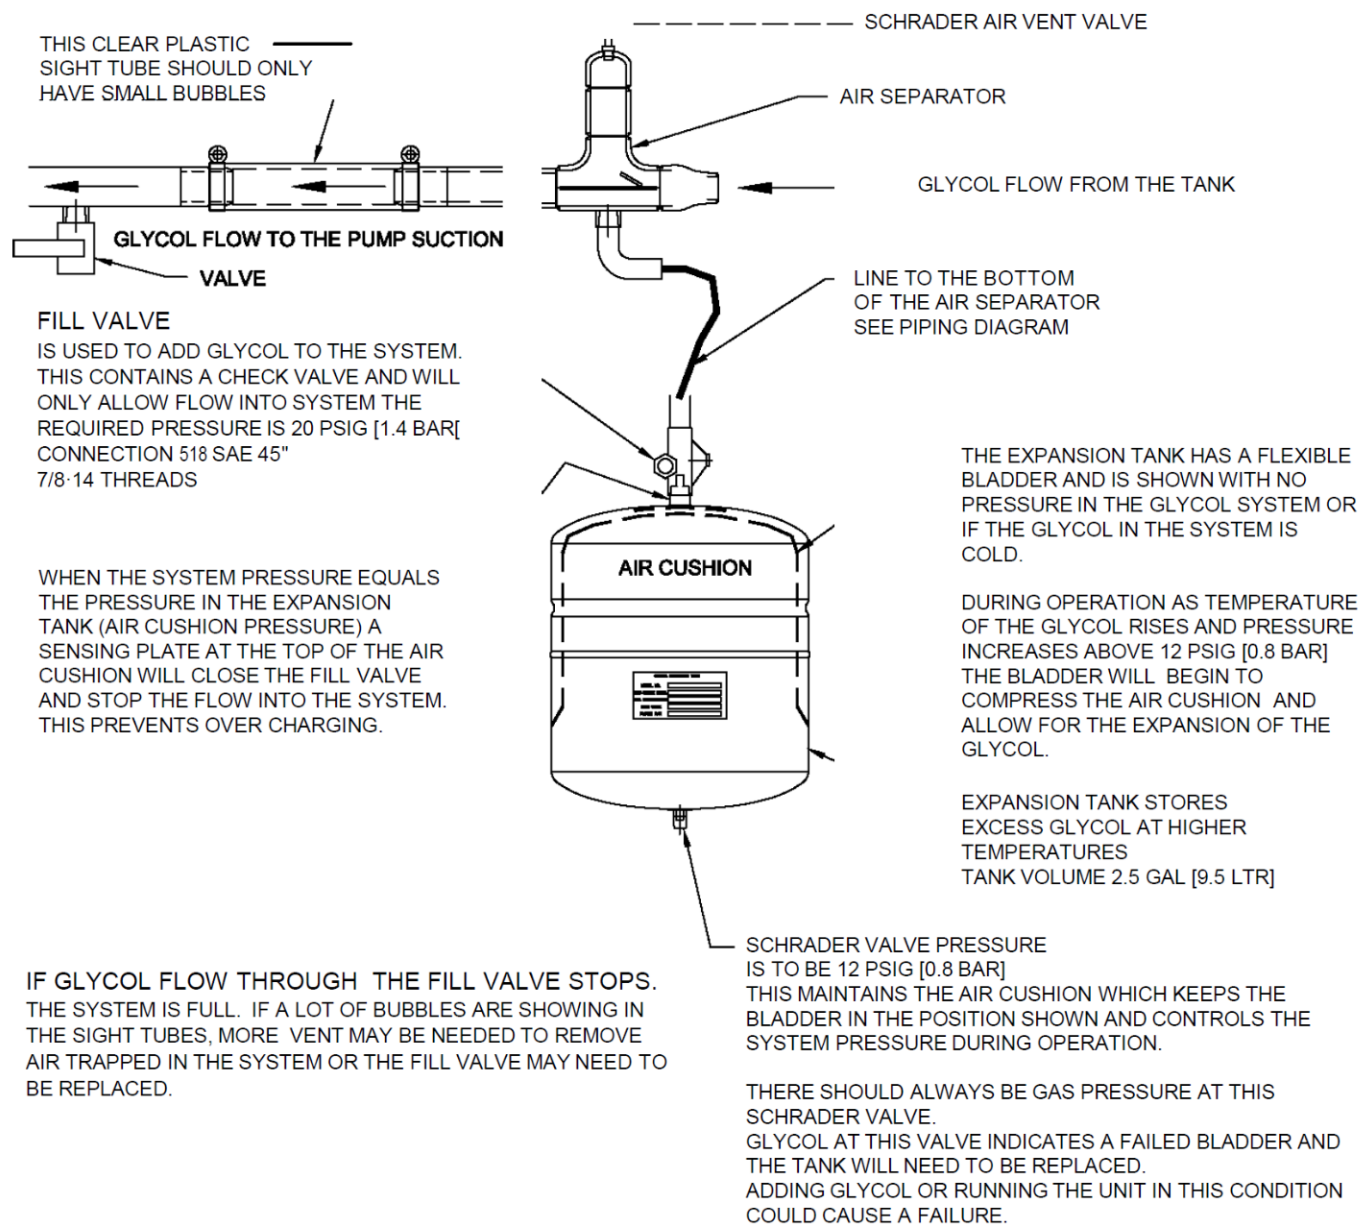 SCHRADER AIR VENT VALVE
THIS CLEAR PLASTIC
SIGHT TUBE SHOULD ONLY
HAVE SMALL BUBBLES
AIR SEPARATOR
GLYCOL FLOW FROM THE TANK
GLYCOL FLOW TO THE PUMP SUCTION
VALVE
LINE TO THE BOTTOM
OF THE AIR SEPARATOR
SEE PIPING DIAGRAM
FILL VALVE
IS USED TO ADD GLYCOL TO THE SYSTEM.
THIS CONTAINS A CHECK VALVE AND WILL
ONLY ALLOW FLOW INTO SYSTEM THE
REQUIRED PRESSURE IS 20 PSIG [1.4 BAR[
CONNECTION 518 SAE 45"
7/8·14 THREADS
THE EXPANSION TANK HAS A FLEXIBLE
BLADDER AND IS SHOWN WITH NO
PRESSURE IN THE GLYCOL SYSTEM OR
IF THE GLYCOL IN THE SYSTEM IS
COLD.
AIR CUSHION
WHEN THE SYSTEM PRESSURE EQUALS
THE PRESSURE IN THE EXPANSION
TANK (AIR CUSHION PRESSURE) A
SENSING PLATE AT THE TOP OF THE AIR
CUSHION WILL CLOSE THE FILL VALVE
AND STOP THE FLOW INTO THE SYSTEM.
THIS PREVENTS OVER CHARGING.
DURING OPERATION AS TEMPERATURE
OF THE GLYCOL RISES AND PRESSURE
INCREASES ABOVE 12 PSIG [0.8 BAR]
THE BLADDER WILL BEGIN TO
COMPRESS THE AIR CUSHION AND
ALLOW FOR THE EXPANSION OF THE
GLYCOL.
EXPANSION TANK STORES
EXCESS GLYCOL AT HIGHER
TEMPERATURES
TANK VOLUME 2.5 GAL [9.5 LTR]
SCHRADER VALVE PRESSURE
IS TO BE 12 PSIG [0.8 BAR]
THIS MAINTAINS THE AIR CUSHION WHICH KEEPS THE
BLADDER IN THE POSITION SHOWN AND CONTROLS THE
SYSTEM PRESSURE DURING OPERATION.
IF GLYCOL FLOW THROUGH THE FILL VALVE STOPS.
THE SYSTEM IS FULL. IF A LOT OF BUBBLES ARE SHOWING IN
THE SIGHT TUBES, MORE VENT MAY BE NEEDED TO REMOVE
AIR TRAPPED IN THE SYSTEM OR THE FILL VALVE MAY NEED TO
BE REPLACED.
THERE SHOULD ALWAYS BE GAS PRESSURE AT THIS
SCHRADER VALVE.
GLYCOL AT THIS VALVE INDICATES A FAILED BLADDER AND
THE TANK WILL NEED TO BE REPLACED.
ADDING GLYCOL OR RUNNING THE UNIT IN THIS CONDITION
COULD CAUSE A FAILURE.